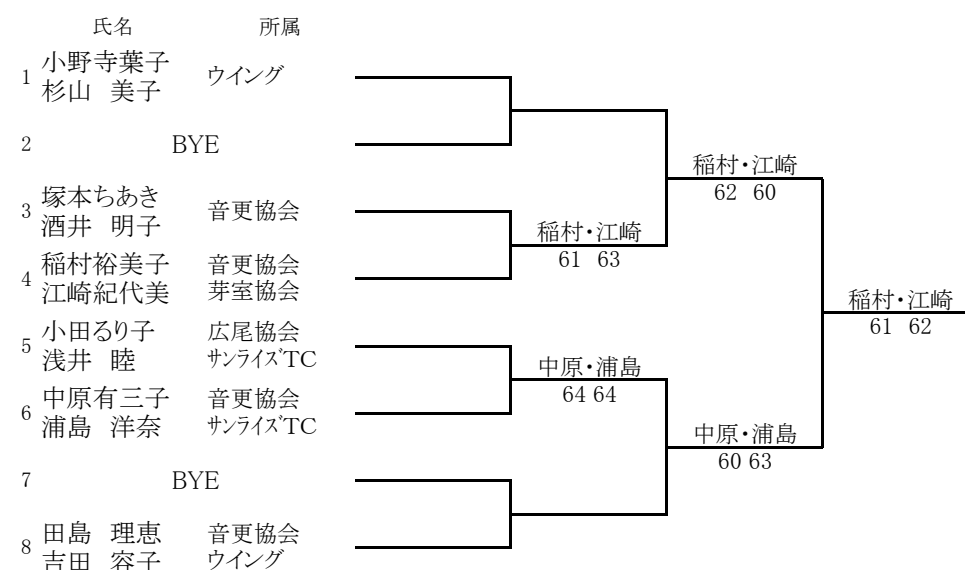 氏名 所属
1 小野寺葉子 杉山 美子 ウイング
2 BYE
3 塚本ちあき 酒井 明子 音更協会
4 稲村裕美子 音更協会
江崎紀代美 芽室協会
5 小田るり子 広尾協会
浅井 睦 サンライズTC
6 中原有三子 音更協会
浦島 洋奈 サンライズTC
7 BYE
8 田島 理恵 音更協会
吉田 容子 ウイング
稲村・江崎
61 63
中原・浦島
64 64
稲村・江崎
62 60
中原・浦島
60 63
稲村・江崎
61 62